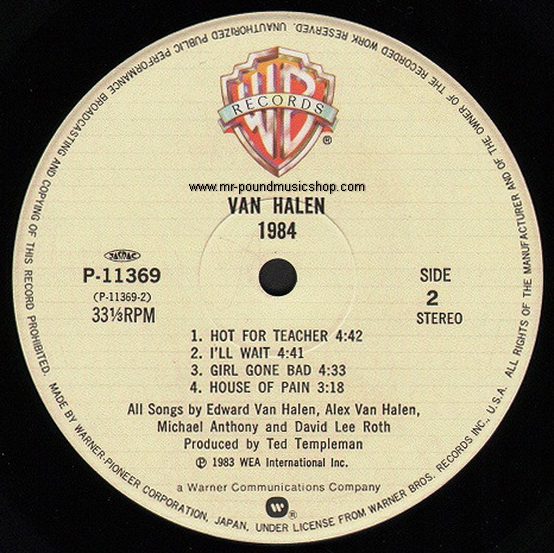 ALL RIGHTS OF THE MANUFACTURER AND OF THE OWNER OF THE RECORDED WORK RESERVED. UNAUTHORIZED PUBLIC PERFORMANCE BROADCASTING AND COPYING OF THIS RECORD PROHIBITED.
WB
RECORDS
®
www.mr-poundmusicshop.com
VAN HALEN
1984
JASRAC
P-11369
(P-11369-2)
33⅓RPM
SIDE
2
STEREO
1. HOT FOR TEACHER 4:42
2. I'LL WAIT 4:41
3. GIRL GONE BAD 4:33
4. HOUSE OF PAIN 3:18
All Songs by Edward Van Halen, Alex Van Halen,
Michael Anthony and David Lee Roth
Produced by Ted Templeman
℗ 1983 WEA International Inc.
a Warner Communications Company
®
MADE BY WARNER-PIONEER CORPORATION, JAPAN, UNDER LICENSE FROM WARNER BROS. RECORDS INC., U.S.A.